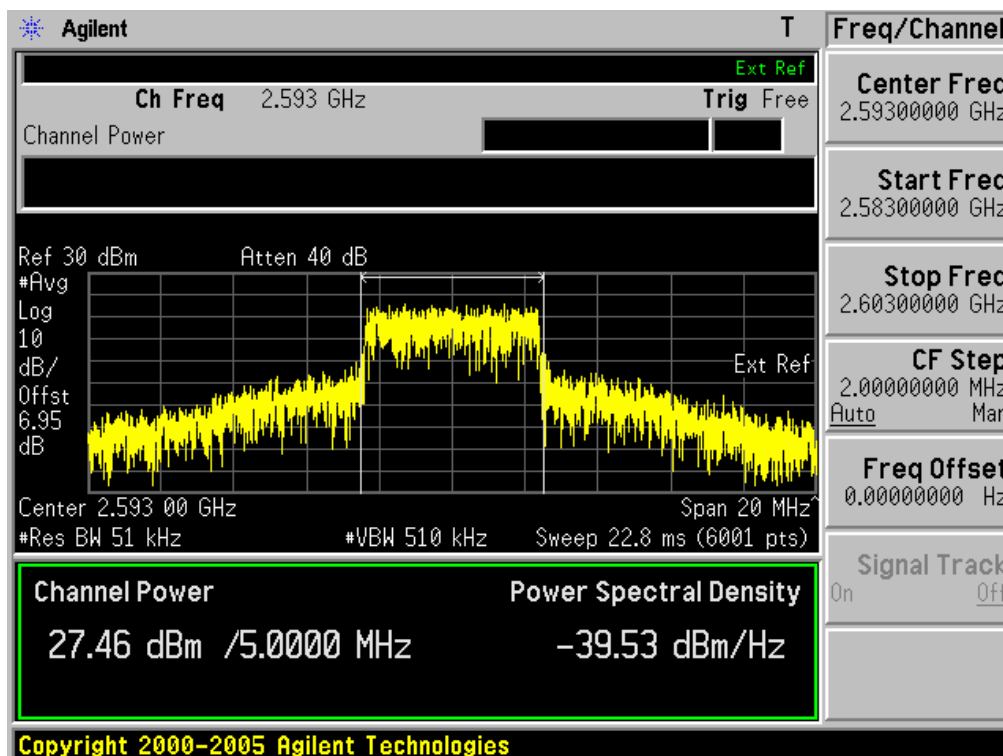 Agilent T
Ext Ref
Ch Freq 2.593 GHz Trig Free
Channel Power
Ref 30 dBm Atten 40 dB
#Avg
Log
10
dB/
Offst
6.95
dB
Ext Ref
Center 2.593 00 GHz Span 20 MHz^
#Res BW 51 kHz #VBW 510 kHz Sweep 22.8 ms (6001 pts)
Channel Power Power Spectral Density
27.46 dBm /5.0000 MHz -39.53 dBm/Hz
Copyright 2000-2005 Agilent Technologies
Freq/Channel
Center Freq
2.59300000 GHz
Start Freq
2.58300000 GHz
Stop Freq
2.60300000 GHz
CF Step
2.00000000 MHz
Auto Man
Freq Offset
0.00000000 Hz
Signal Track
On Off